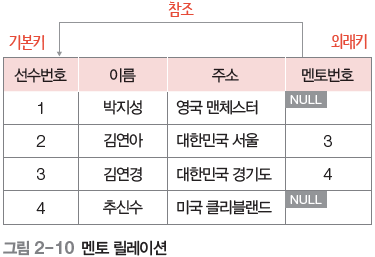 참조
기본키 외래키
선수번호 이름 주소 멘토번호
1 박지성 영국 맨체스터 NULL
2 김연아 대한민국 서울 3
3 김연경 대한민국 경기도 4
4 추신수 미국 클리블랜드 NULL
그림 2-10 멘토 릴레이션